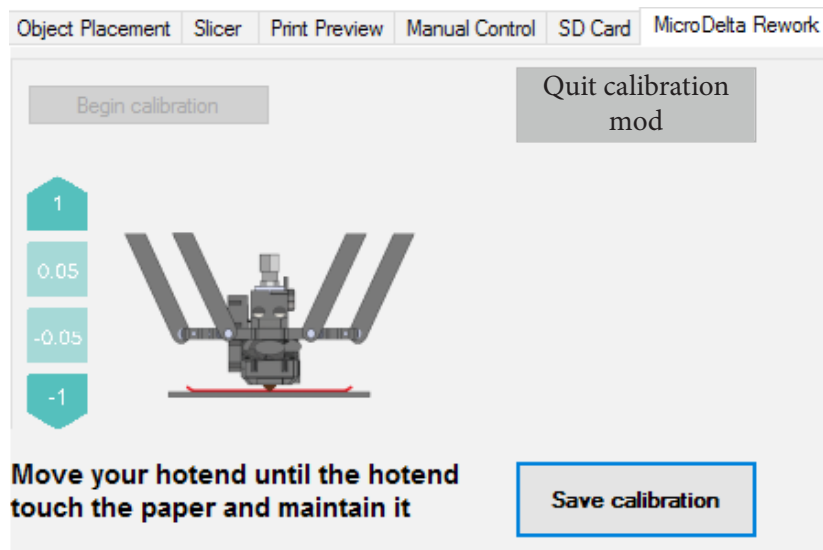 Object Placement Slicer Print Preview Manual Control SD Card MicroDelta Rework
Begin calibration
Quit calibration
mod
1
0.05
-0.05
-1
Move your hotend until the hotend
touch the paper and maintain it
Save calibration